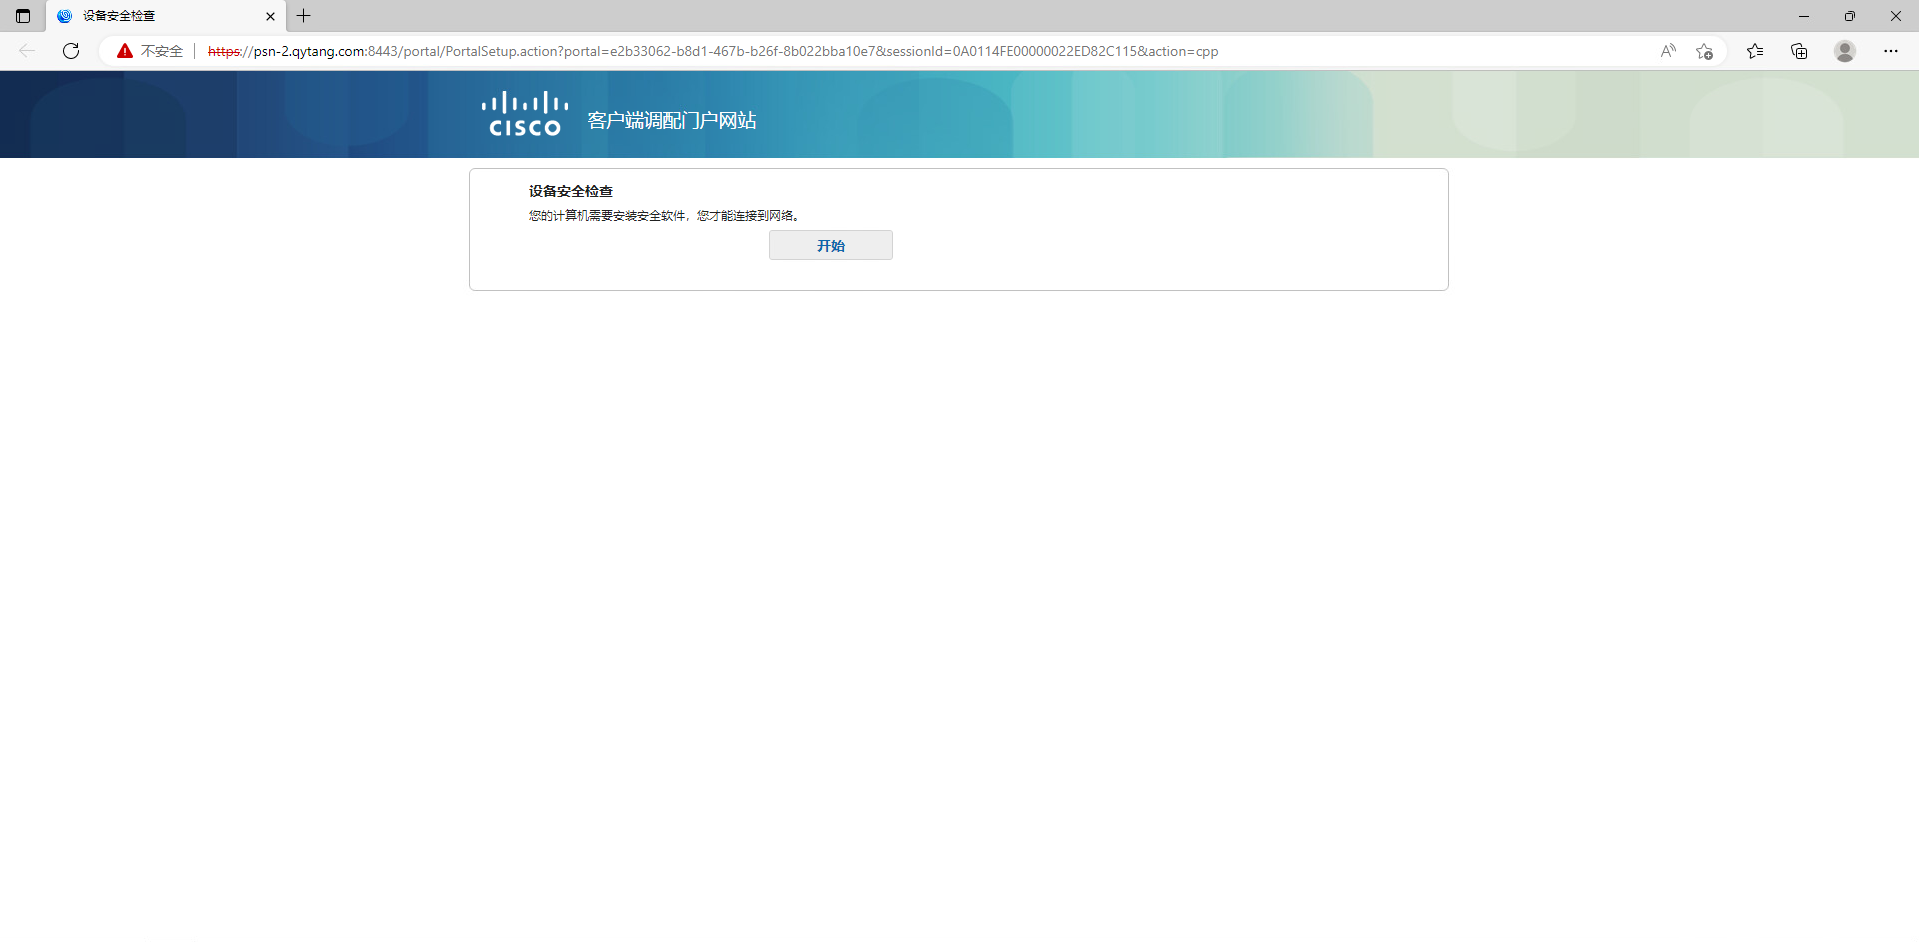 设备安全检查
不安全 https://psn-2.qytang.com:8443/portal/PortalSetup.action?portal=e2b33062-b8d1-467b-b26f-8b022bba10e7&sessionId=0A0114FE00000022ED82C115&action=cpp
CISCO 客户端调配门户网站
设备安全检查
您的计算机需要安装安全软件，您才能连接到网络。
开始